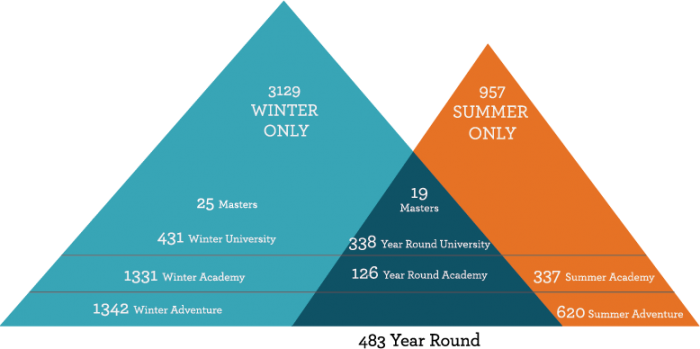 3129
WINTER
ONLY
957
SUMMER
ONLY
25 Masters
19
Masters
431 Winter University
338 Year Round University
1331 Winter Academy
126 Year Round Academy
337 Summer Academy
1342 Winter Adventure
620 Summer Adventure
483 Year Round